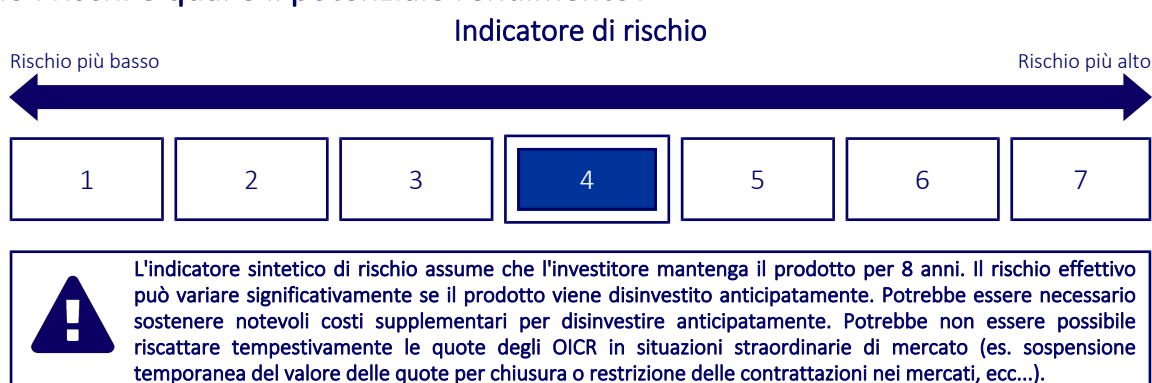 Indicatore di rischio
Rischio più basso
Rischio più alto
1 2 3 4 5 6 7
L'indicatore sintetico di rischio assume che l'investitore mantenga il prodotto per 8 anni. Il rischio effettivo
può variare significativamente se il prodotto viene disinvestito anticipatamente. Potrebbe essere necessario
sostenere notevoli costi supplementari per disinvestire anticipatamente. Potrebbe non essere possibile
riscattare tempestivamente le quote degli OICR in situazioni straordinarie di mercato (es. sospensione
temporanea del valore delle quote per chiusura o restrizione delle contrattazioni nei mercati, ecc...).